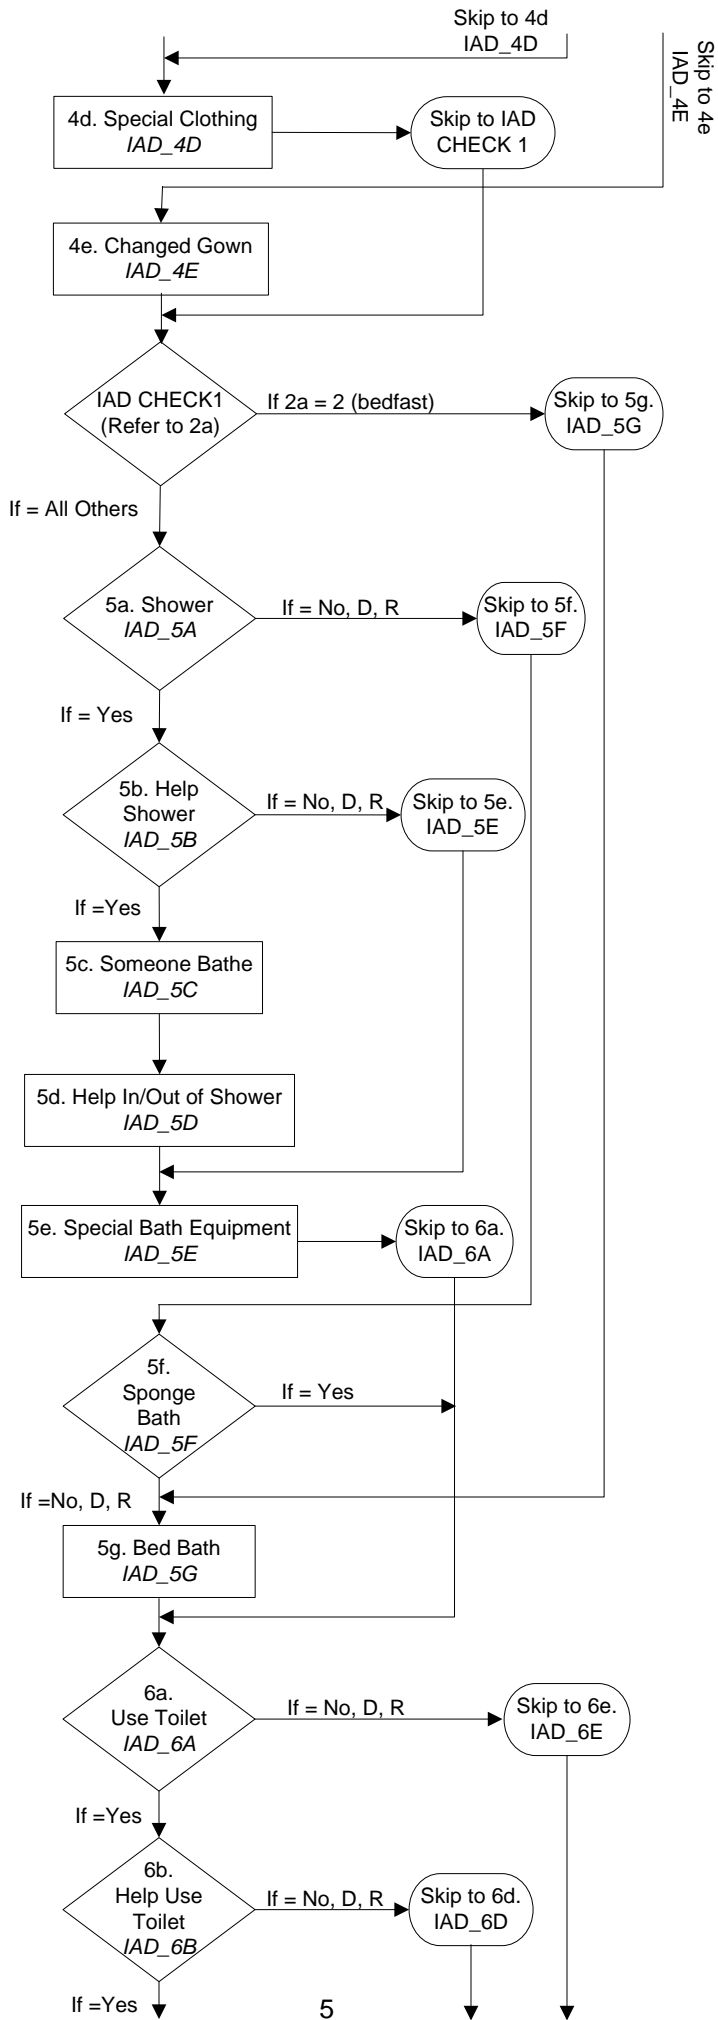 Skip to 4d
IAD_4D
Skip to 4e
IAD_4E
4d. Special Clothing
IAD_4D
Skip to IAD
CHECK 1
4e. Changed Gown
IAD_4E
IAD CHECK1
(Refer to 2a)
If 2a = 2 (bedfast)
Skip to 5g.
IAD_5G
If = All Others
5a. Shower
IAD_5A
If = No, D, R
Skip to 5f.
IAD_5F
If = Yes
5b. Help
Shower
IAD_5B
If = No, D, R
Skip to 5e.
IAD_5E
If =Yes
5c. Someone Bathe
IAD_5C
5d. Help In/Out of Shower
IAD_5D
5e. Special Bath Equipment
IAD_5E
Skip to 6a.
IAD_6A
5f.
Sponge
Bath
IAD_5F
If = Yes
If =No, D, R
5g. Bed Bath
IAD_5G
6a.
Use Toilet
IAD_6A
If = No, D, R
Skip to 6e.
IAD_6E
If =Yes
6b.
Help Use
Toilet
IAD_6B
If = No, D, R
Skip to 6d.
IAD_6D
If =Yes
5